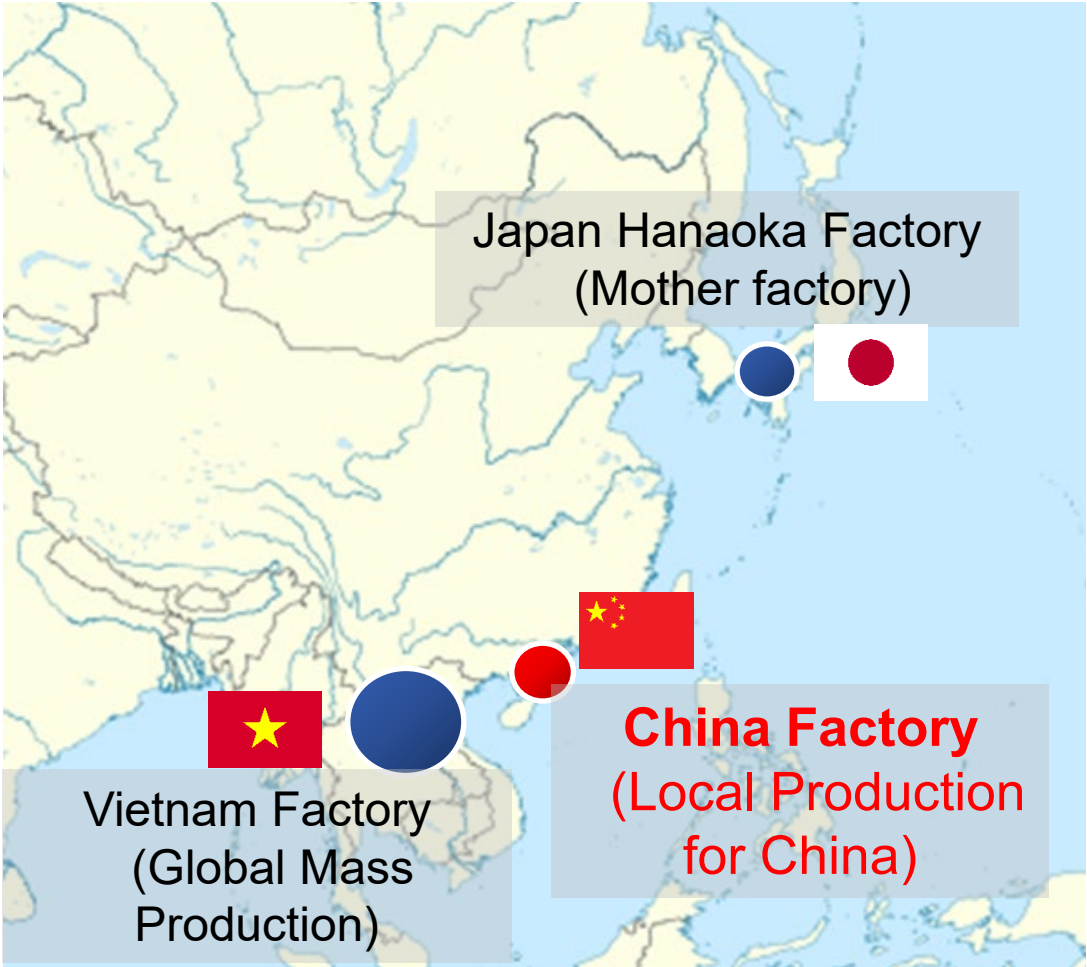 Japan Hanaoka Factory
(Mother factory)
China Factory
(Local Production
for China)
Vietnam Factory
(Global Mass
Production)